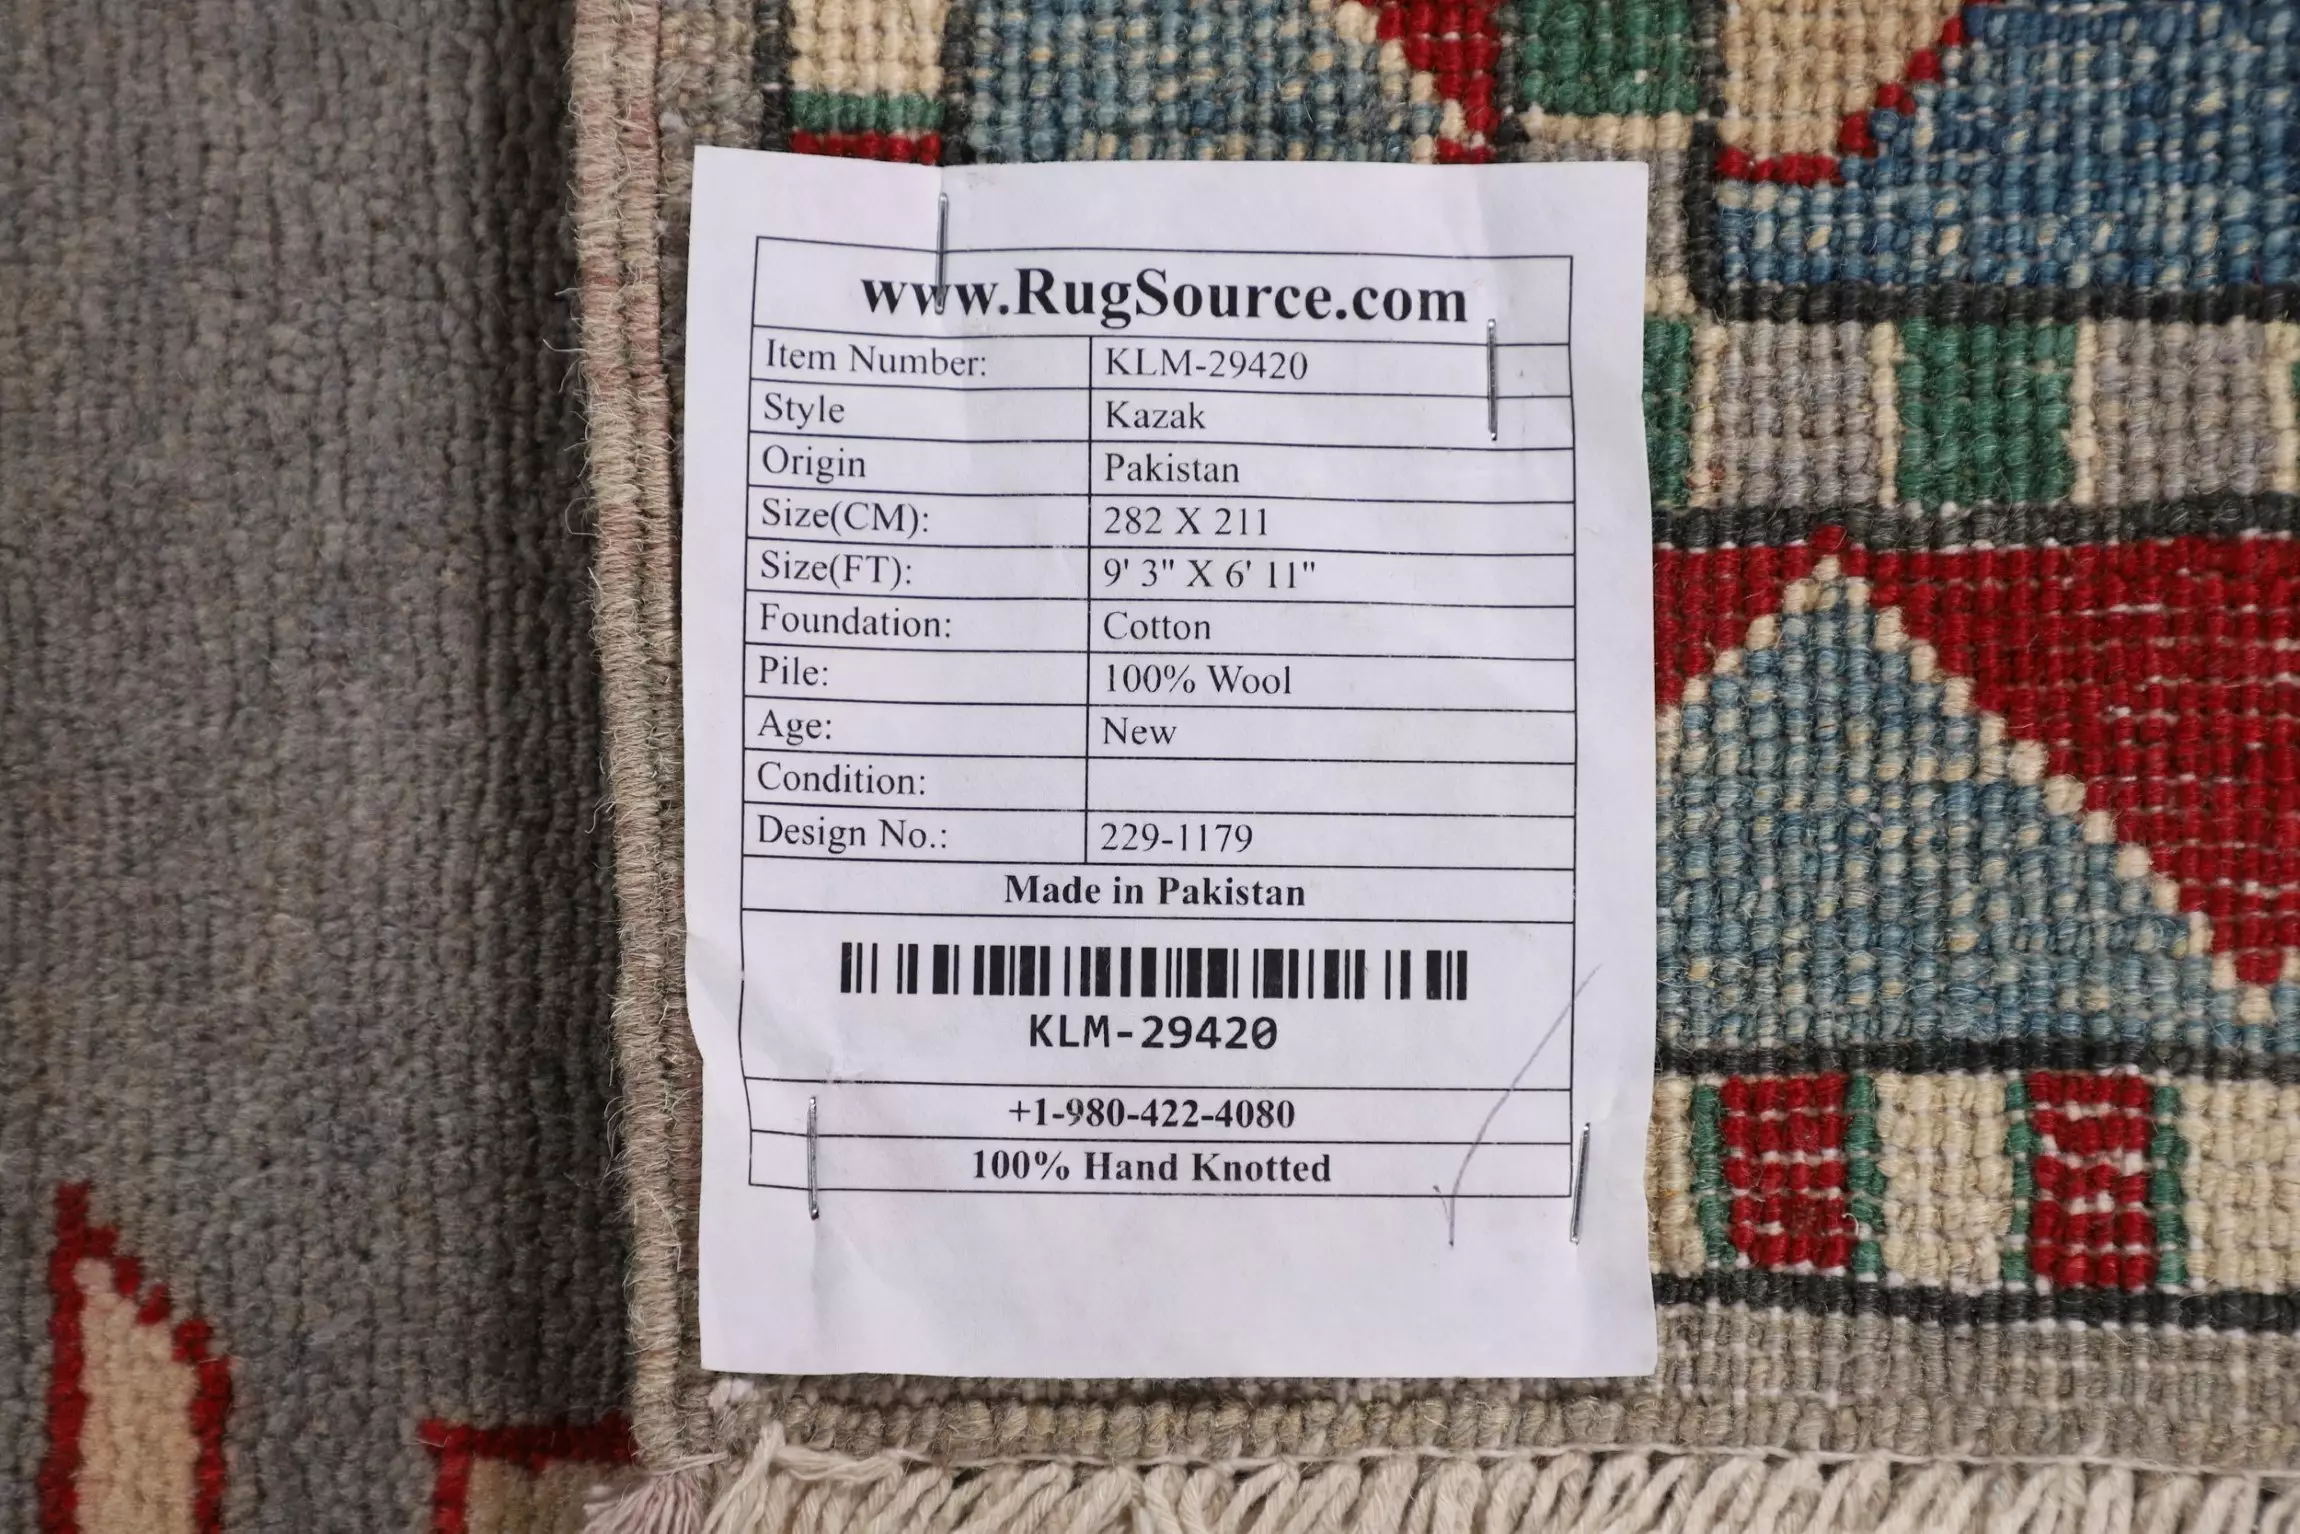 www.RugSource.com
Item Number: KLM-29420
Style Kazak
Origin Pakistan
Size(CM): 282 X 211
Size(FT): 9' 3" X 6' 11"
Foundation: Cotton
Pile: 100% Wool
Age: New
Condition:
Design No.: 229-1179
Made in Pakistan
KLM-29420
+1-980-422-4080
100% Hand Knotted